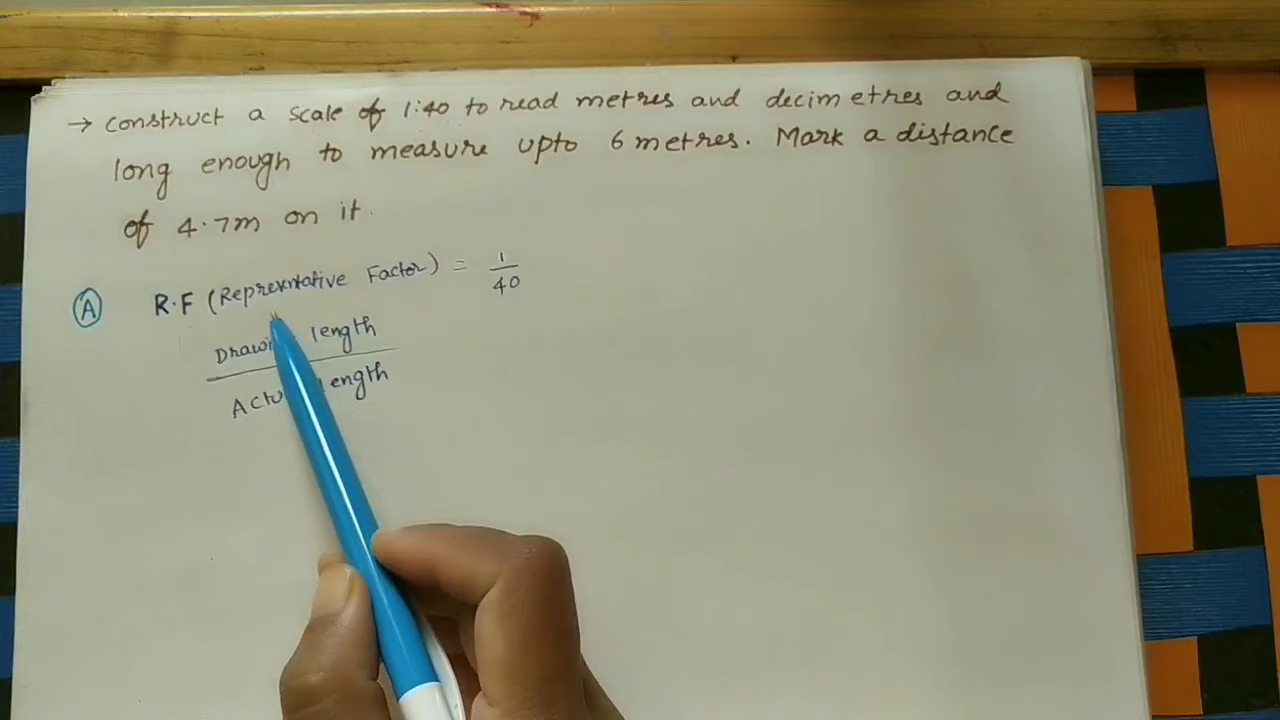 → construct a scale of 1:40 to read metres and decimetres and
long enough to measure upto 6 metres. Mark a distance
of 4.7m on it.
A R.F (Representative Factor) = 1/40
length
length